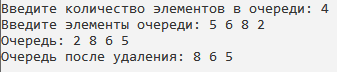 Введите количество элементов в очереди: 4
Введите элементы очереди: 5 6 8 2
Очередь: 2 8 6 5
Очередь после удаления: 8 6 5